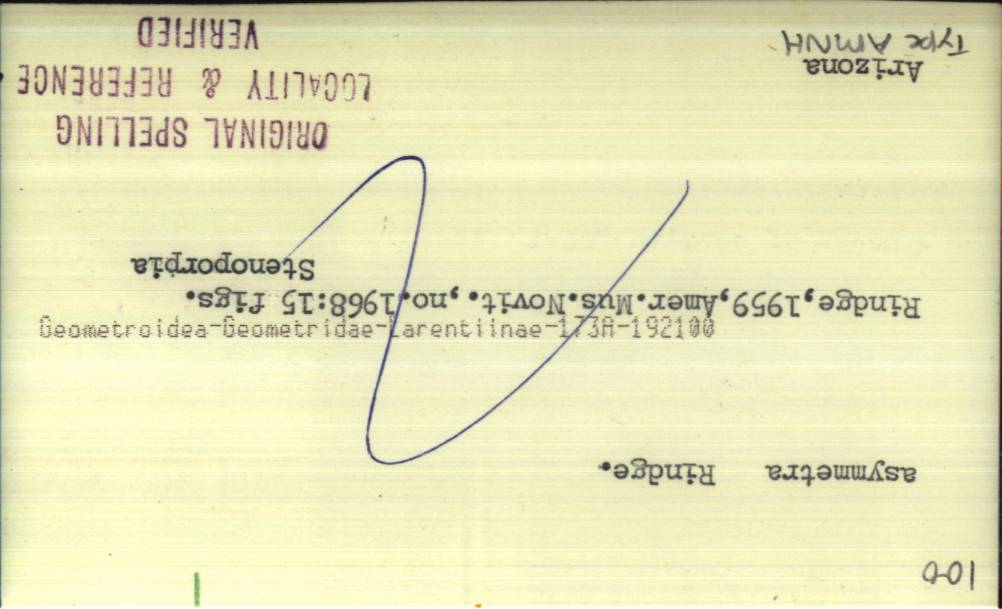 100
asymmetra Rindge.
Rindge,1959,Amer.Mus.Novit.,no.1968:15 figs.
Stenoporpia
Arizona
Type AMNH
ORIGINAL SPELLING
LOCALITY & REFERENCE
VERIFIED
Geometroidea-Geometridae-Larentiinae-173A-192100